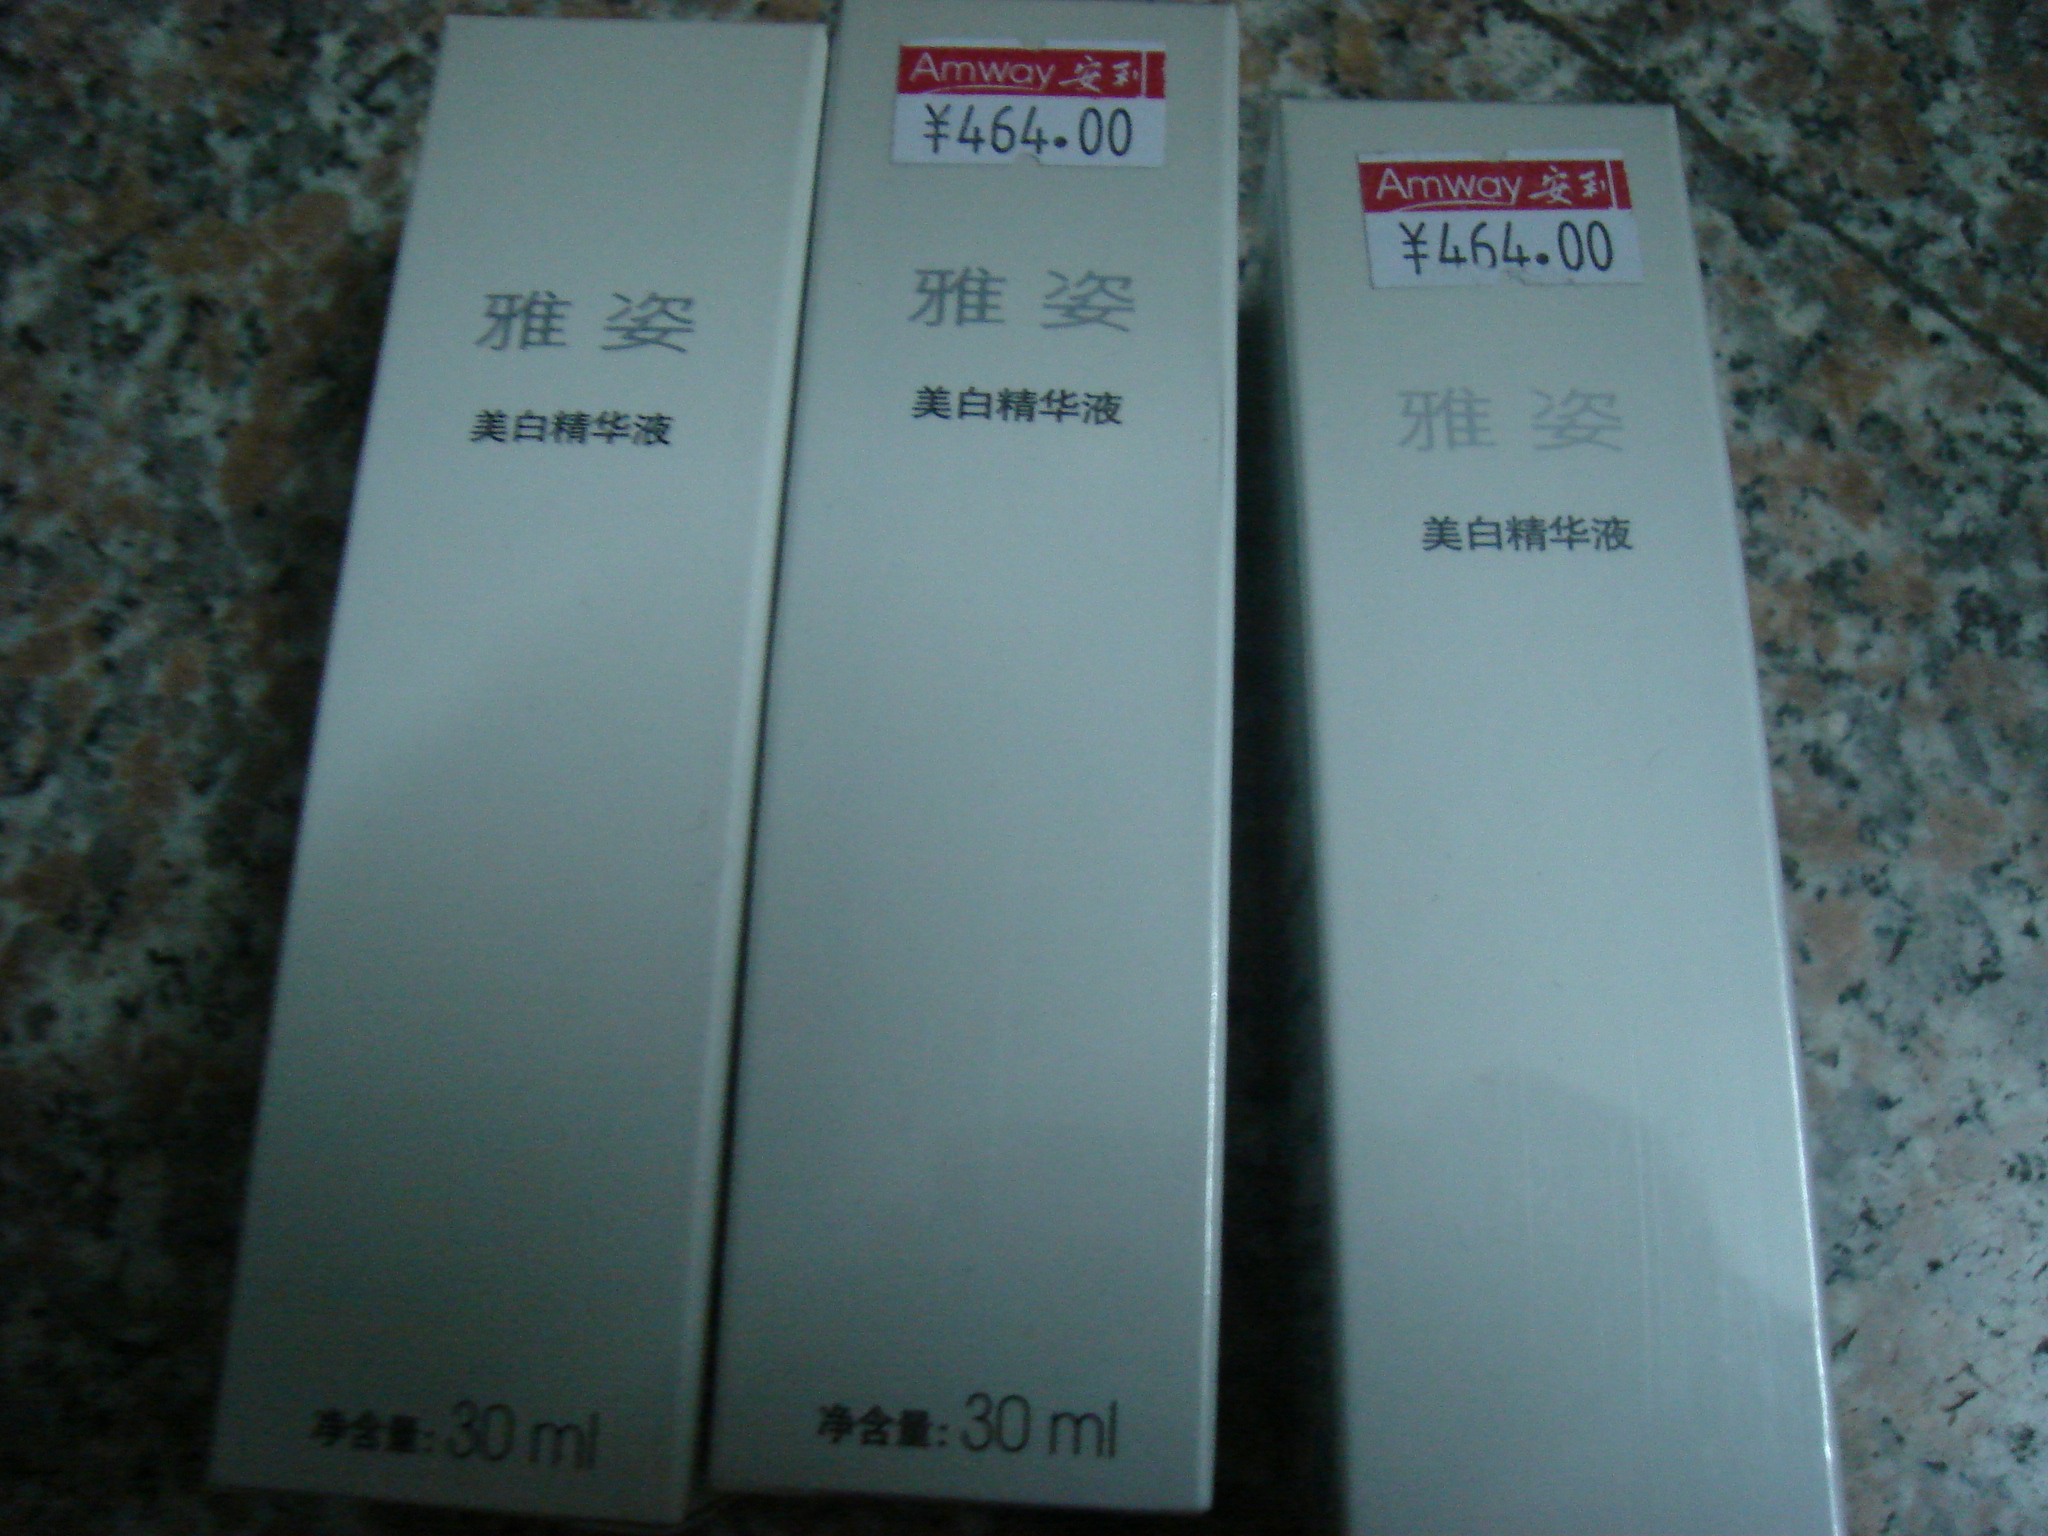 雅姿
美白精华液
净含量: 30 ml
Amway 安利
¥464.00
雅姿
美白精华液
净含量: 30 ml
Amway 安利
¥464.00
雅姿
美白精华液